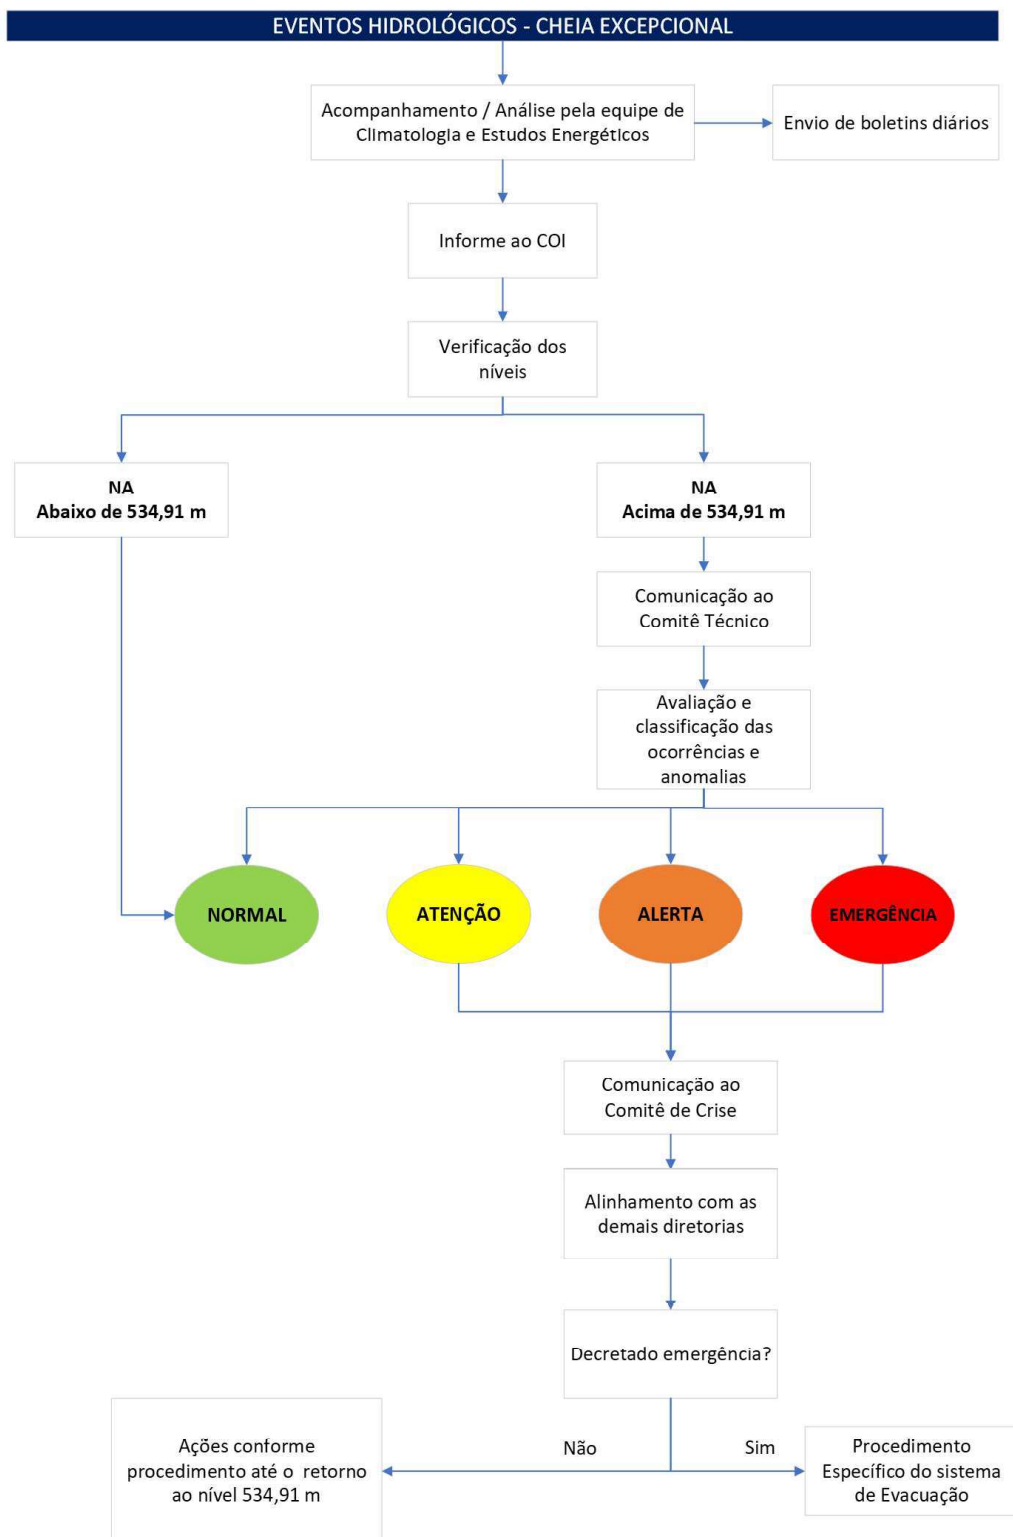 EVENTOS HIDROLÓGICOS - CHEIA EXCEPCIONAL
Acompanhamento / Análise pela equipe de
Climatologia e Estudos Energéticos
Envio de boletins diários
Informe ao COI
Verificação dos
níveis
NA
Abaixo de 534,91 m
NA
Acima de 534,91 m
Comunicação ao
Comitê Técnico
Avaliação e
classificação das
ocorrências e
anomalias
NORMAL
ATENÇÃO
ALERTA
EMERGÊNCIA
Comunicação ao
Comitê de Crise
Alinhamento com as
demais diretorias
Decretado emergência?
Não
Sim
Ações conforme
procedimento até o retorno
ao nível 534,91 m
Procedimento
Específico do sistema
de Evacuação